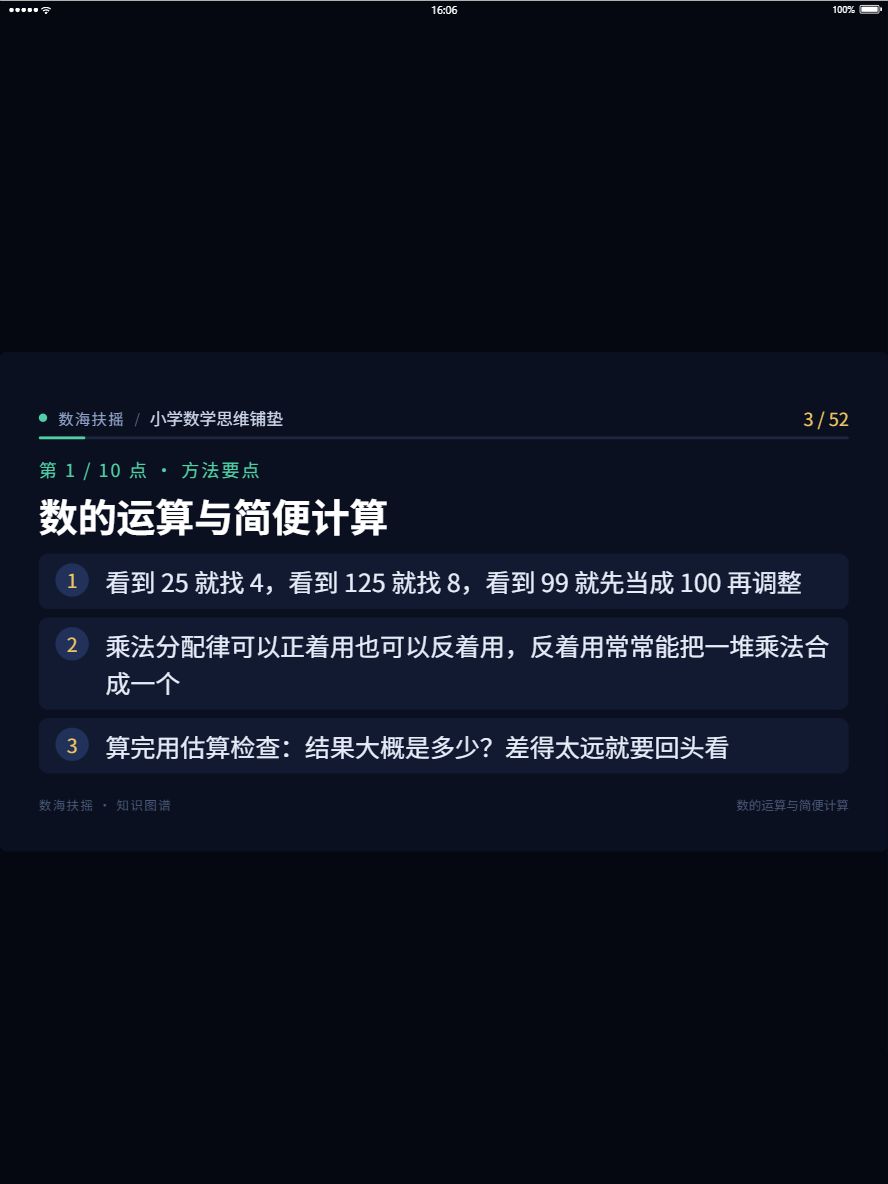 16:06
100%
数海扶摇 / 小学数学思维铺垫
3 / 52
第 1 / 10 点 · 方法要点
数的运算与简便计算
1 看到 25 就找 4，看到 125 就找 8，看到 99 就先当成 100 再调整
2 乘法分配律可以正着用也可以反着用，反着用常常能把一堆乘法合
成一个
3 算完用估算检查：结果大概是多少？差得太远就要回头看
数海扶摇 · 知识图谱
数的运算与简便计算